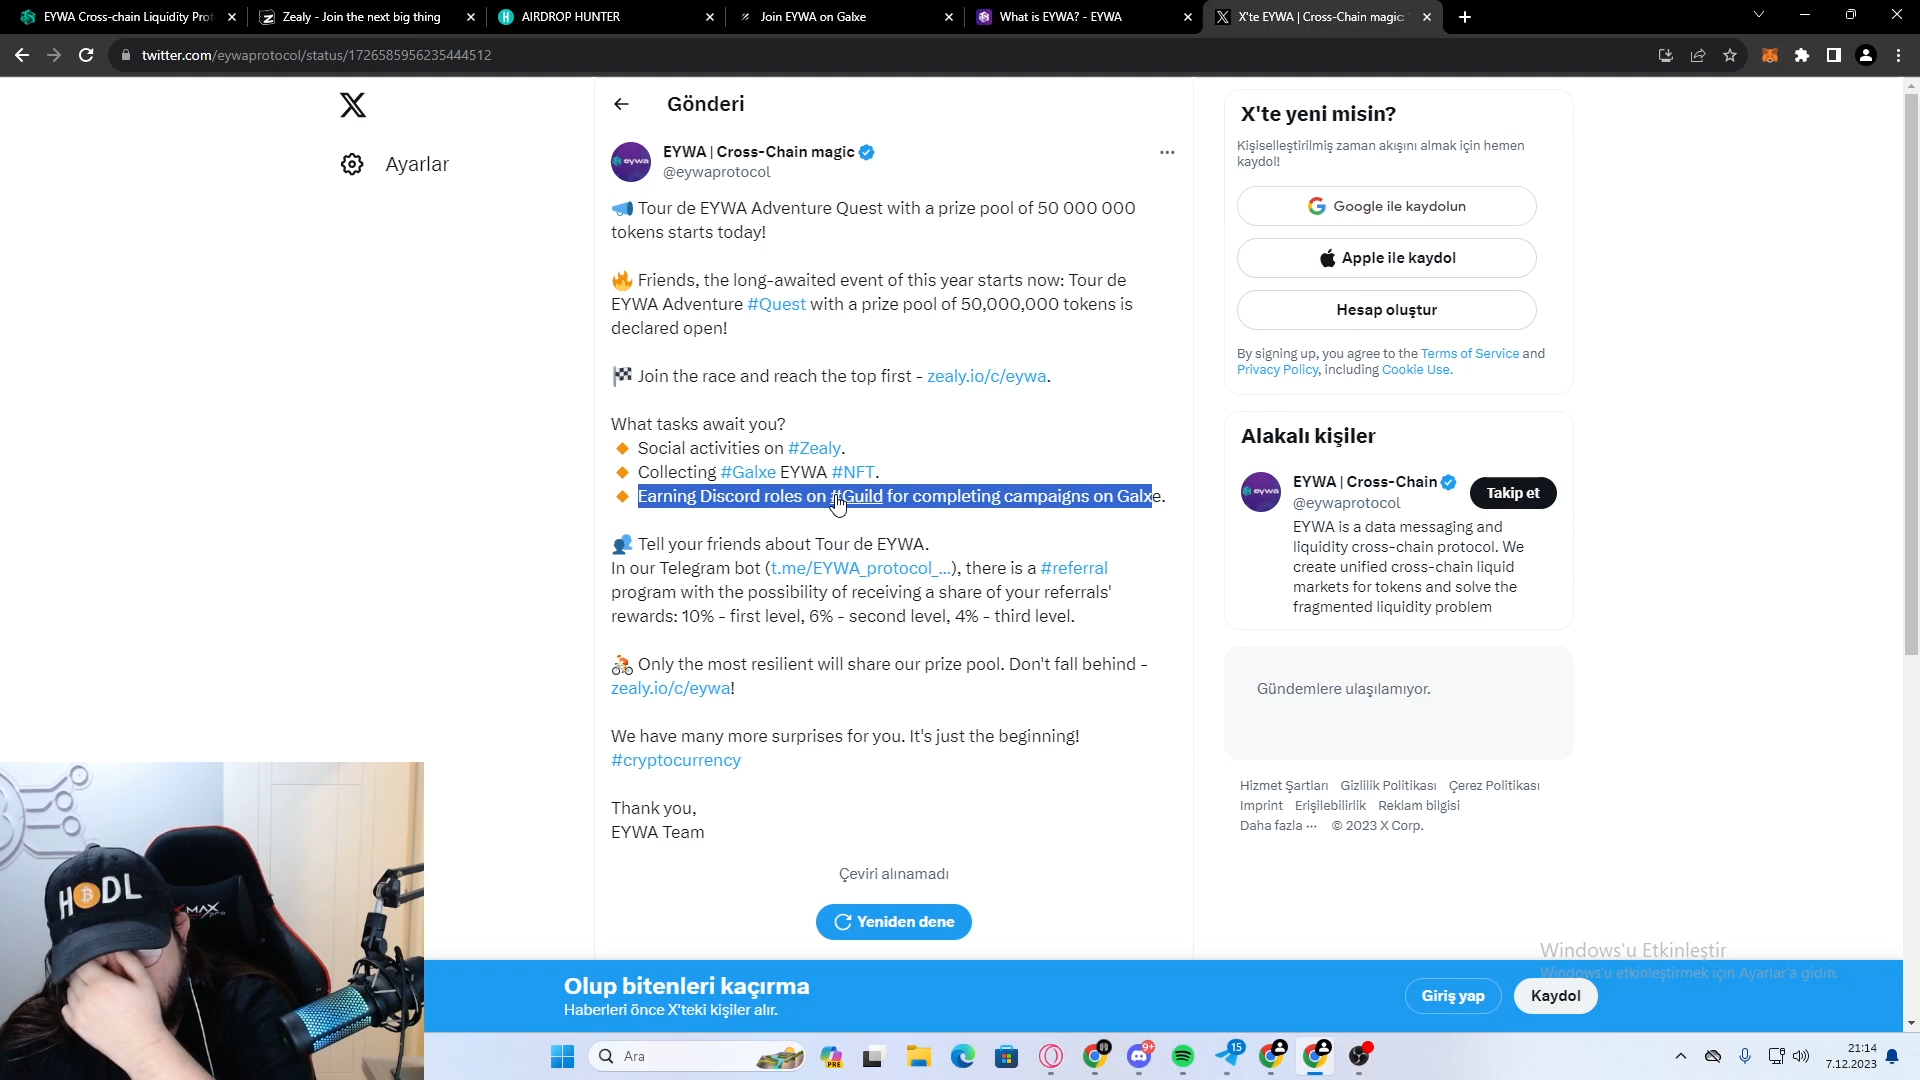 EYWA Cross-chain Liquidity Prot
Zealy - Join the next big thing
AIRDROP HUNTER
Join EYWA on Galxe
What is EYWA? - EYWA
X'te EYWA | Cross-Chain magic:
twitter.com/eywaprotocol/status/1726585956235444512
Ayarlar
Gönderi
EYWA | Cross-Chain magic
@eywaprotocol
Tour de EYWA Adventure Quest with a prize pool of 50 000 000
tokens starts today!
Friends, the long-awaited event of this year starts now: Tour de
EYWA Adventure #Quest with a prize pool of 50,000,000 tokens is
declared open!
Join the race and reach the top first - zealy.io/c/eywa.
What tasks await you?
Social activities on #Zealy.
Collecting #Galxe EYWA #NFT.
Earning Discord roles on #Guild for completing campaigns on Galxe.
Tell your friends about Tour de EYWA.
In our Telegram bot (t.me/EYWA_protocol_...), there is a #referral
program with the possibility of receiving a share of your referrals'
rewards: 10% - first level, 6% - second level, 4% - third level.
Only the most resilient will share our prize pool. Don't fall behind -
zealy.io/c/eywa!
We have many more surprises for you. It's just the beginning!
#cryptocurrency
Thank you,
EYWA Team
Çeviri alınamadı
Yeniden dene
X'te yeni misin?
Kişiselleştirilmiş zaman akışını almak için hemen
kaydol!
Google ile kaydolun
Apple ile kaydol
Hesap oluştur
By signing up, you agree to the Terms of Service and
Privacy Policy, including Cookie Use.
Alakalı kişiler
EYWA | Cross-Chain
@eywaprotocol
Takip et
EYWA is a data messaging and
liquidity cross-chain protocol. We
create unified cross-chain liquid
markets for tokens and solve the
fragmented liquidity problem
Gündemlere ulaşılamıyor.
Hizmet Şartları Gizlilik Politikası Çerez Politikası
Imprint Erişilebilirlik Reklam bilgisi
Daha fazla ··· © 2023 X Corp.
Windows'u Etkinleştir
Windows'u etkinleştirmek için Ayarlar'a gidin.
Olup bitenleri kaçırma
Haberleri önce X'teki kişiler alır.
Giriş yap
Kaydol
HODL
MAX
Ara
PRE
9+
15
21:14
7.12.2023